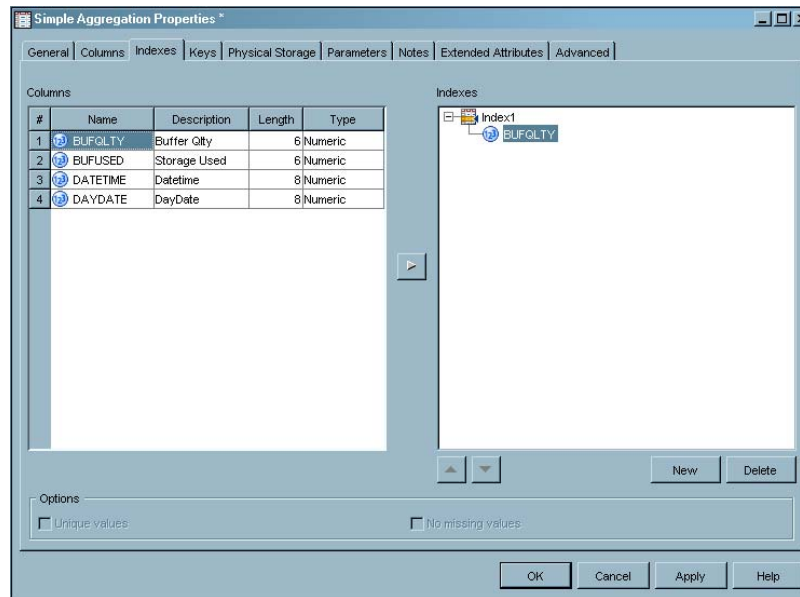 Simple Aggregation Properties *
General Columns Indexes Keys Physical Storage Parameters Notes Extended Attributes Advanced
Columns
# Name Description Length Type
1 BUFQLTY Buffer Qlty 6 Numeric
2 BUFUSED Storage Used 6 Numeric
3 DATETIME Datetime 8 Numeric
4 DAYDATE DayDate 8 Numeric
Indexes
Index1
BUFQLTY
New Delete
Options
Unique values No missing values
OK Cancel Apply Help